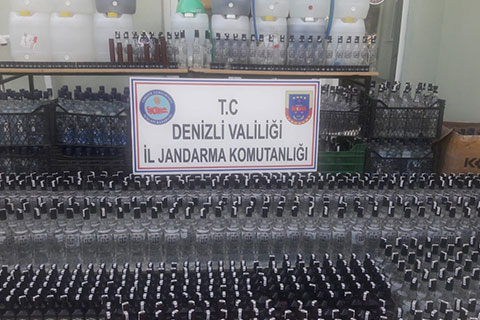 T.C
DENİZLİ VALİLİĞİ
İL JANDARMA KOMUTANLIĞI